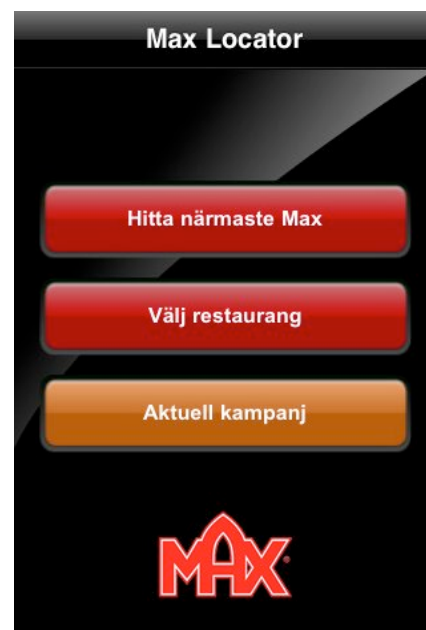 Max Locator
Hitta närmaste Max
Välj restaurang
Aktuell kampanj
MAX